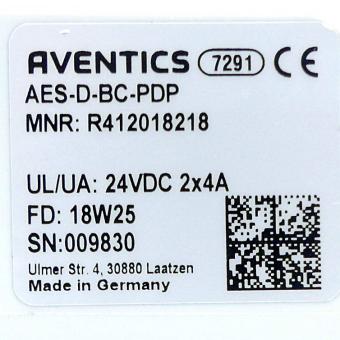 AVENTICS 7291 CE
AES-D-BC-PDP
MNR: R412018218
UL/UA: 24VDC 2x4A
FD: 18W25
SN:009830
Ulmer Str. 4, 30880 Laatzen
Made in Germany